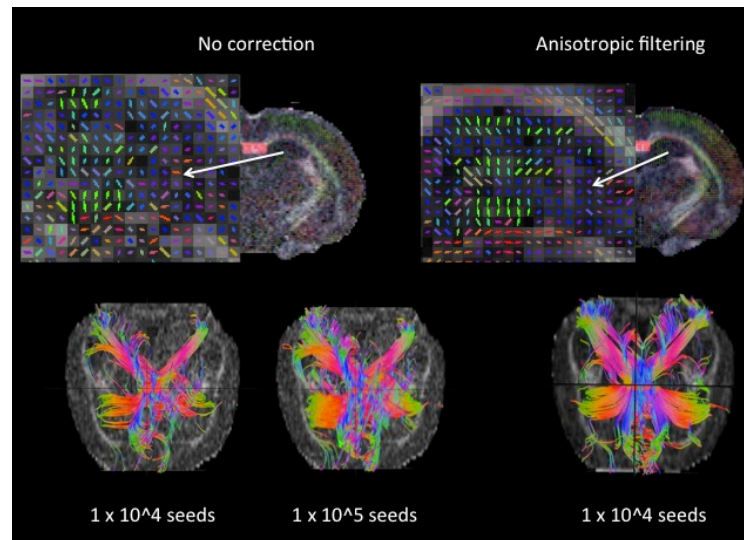 No correction
Anisotropic filtering
1 x 10^4 seeds
1 x 10^5 seeds
1 x 10^4 seeds